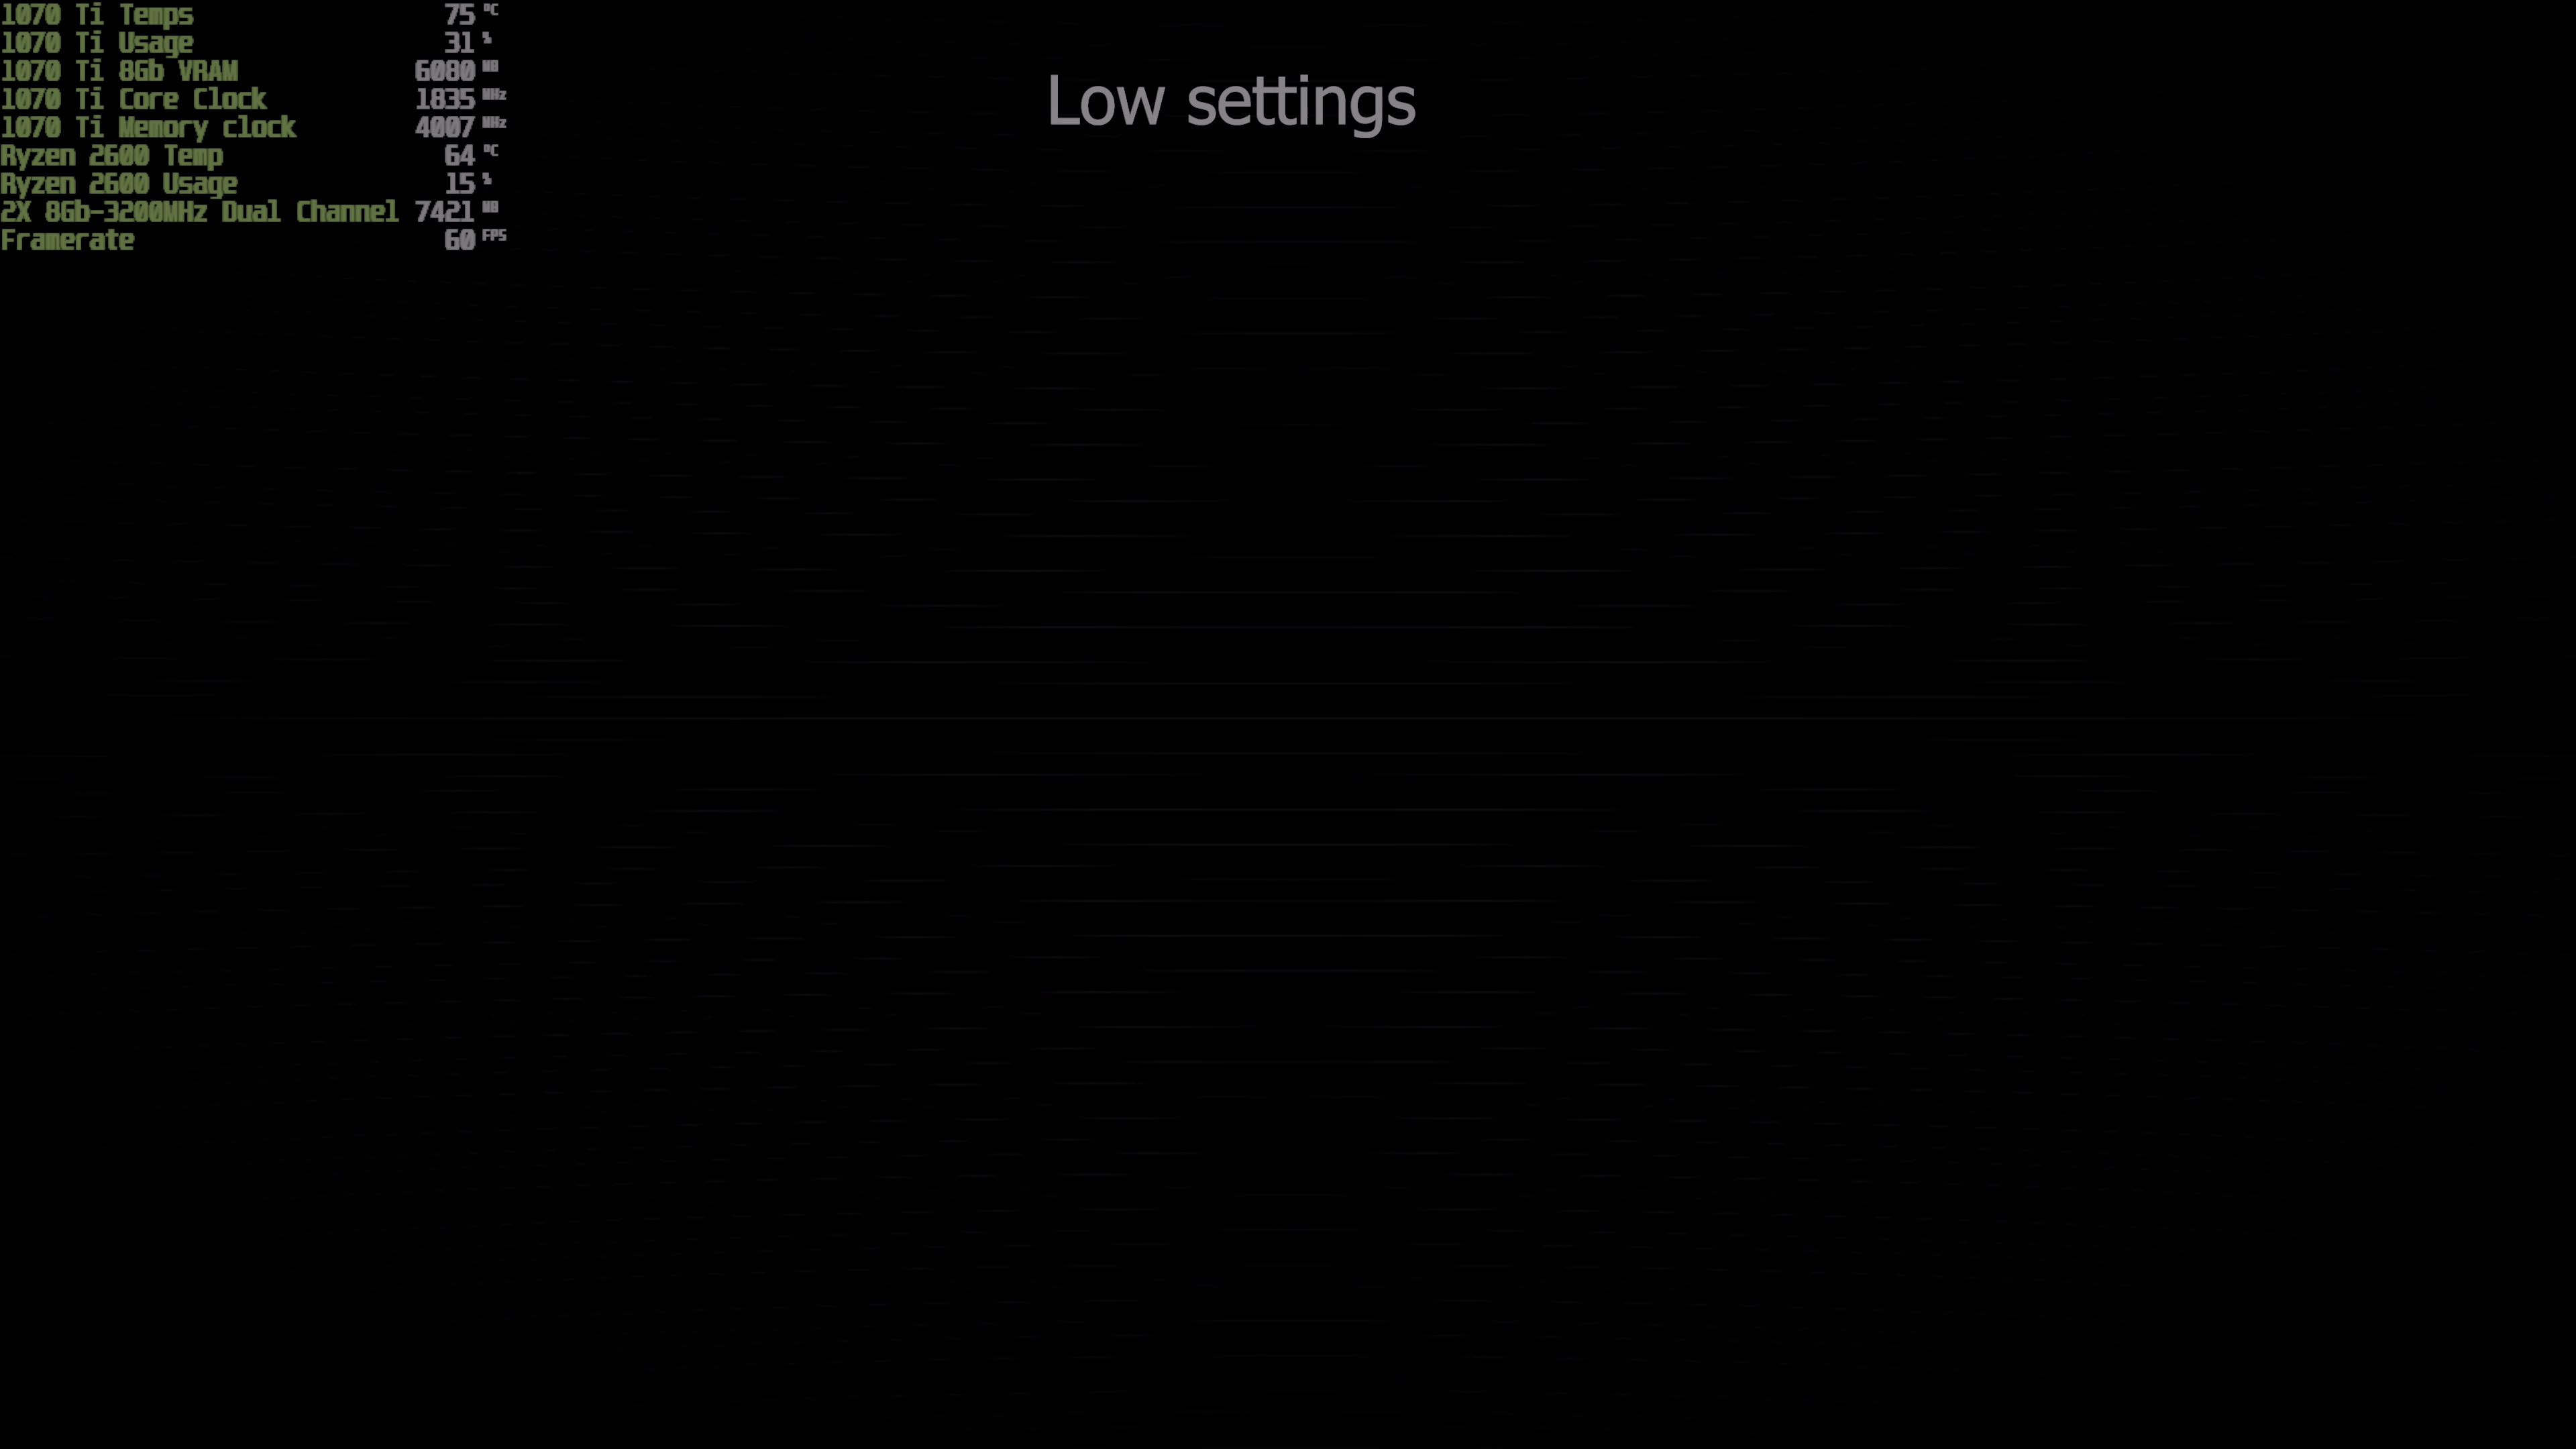 1070 Ti Temps 75 °C
1070 Ti Usage 31 %
1070 Ti 8Gb VRAM 6080 MB
1070 Ti Core Clock 1835 MHz
1070 Ti Memory clock 4007 MHz
Ryzen 2600 Temp 64 °C
Ryzen 2600 Usage 15 %
2X 8Gb-3200MHz Dual Channel 7421 MB
Framerate 60 FPS
Low settings